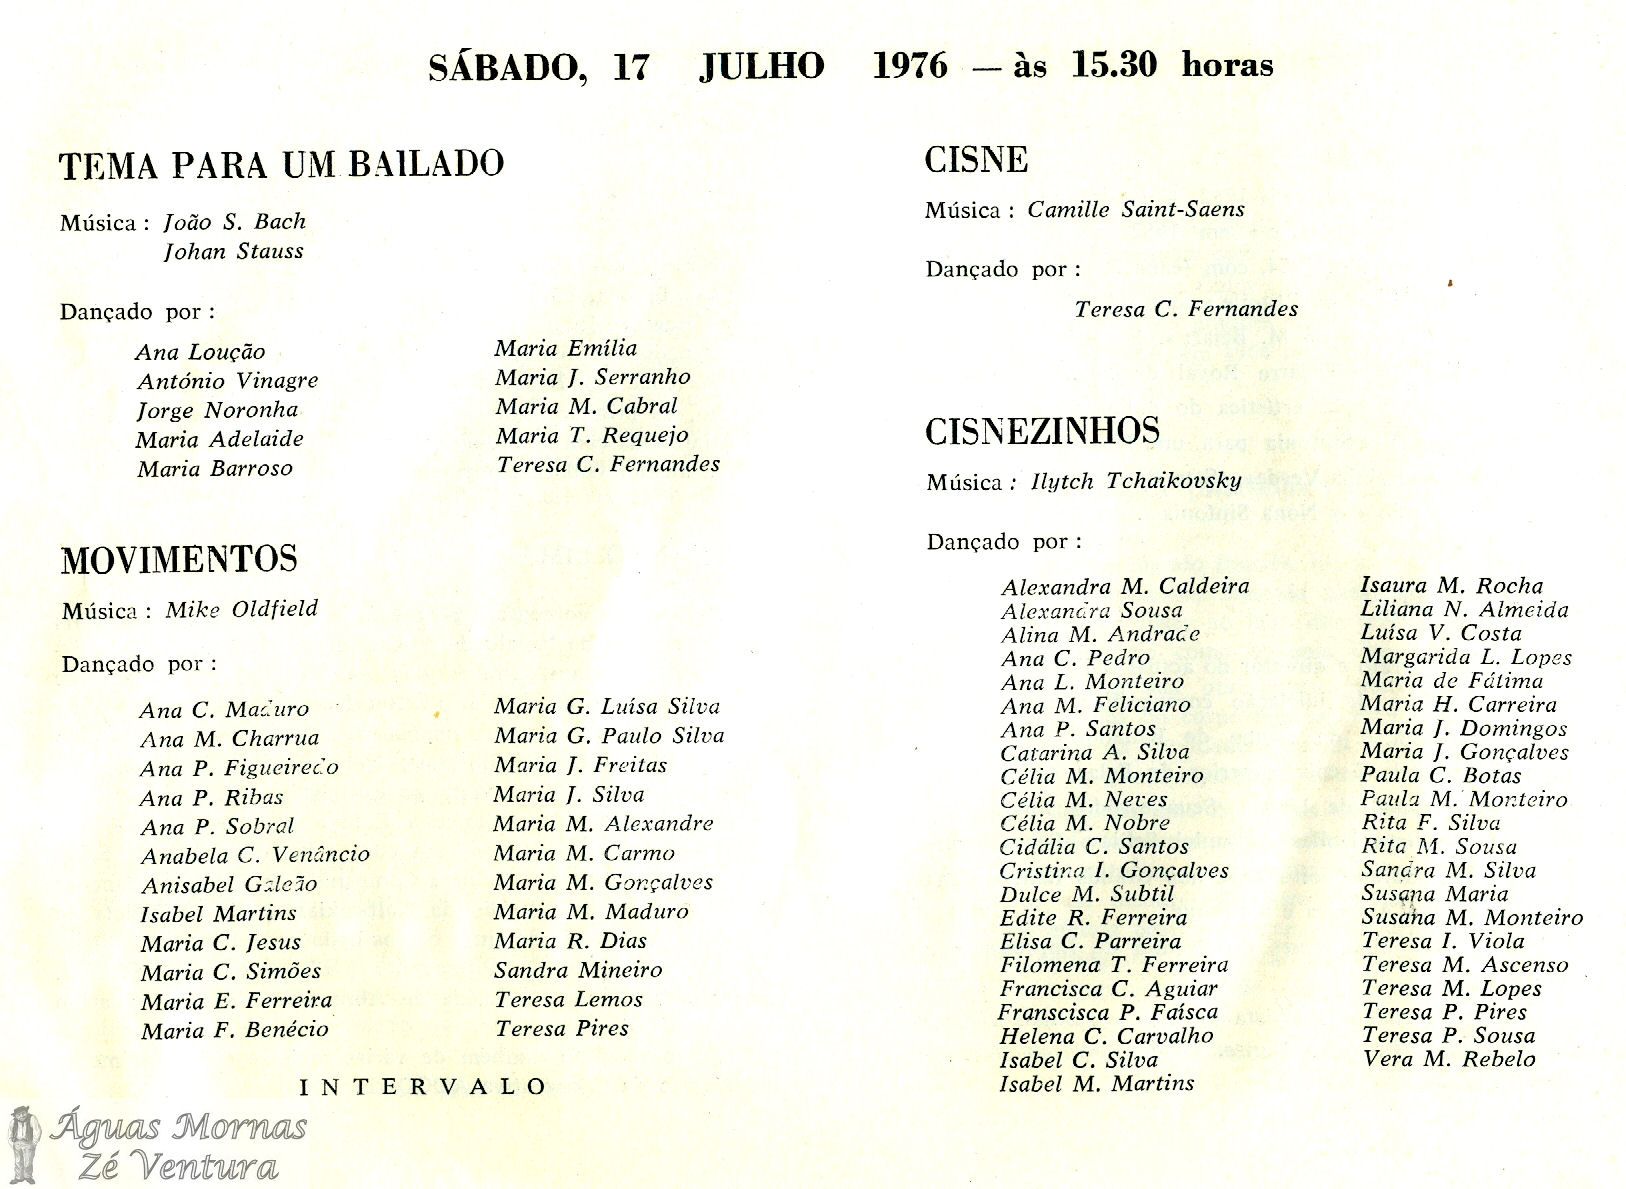 SÁBADO, 17 JULHO 1976 — às 15.30 horas
TEMA PARA UM BAILADO
Música : João S. Bach
Johan Stauss
Dançado por :
Ana Loução
António Vinagre
Jorge Noronha
Maria Adelaide
Maria Barroso
Maria Emília
Maria J. Serranho
Maria M. Cabral
Maria T. Requejo
Teresa C. Fernandes
MOVIMENTOS
Música : Mike Oldfield
Dançado por :
Ana C. Maduro
Ana M. Charrua
Ana P. Figueiredo
Ana P. Ribas
Ana P. Sobral
Anabela C. Venâncio
Anisabel Galeão
Isabel Martins
Maria C. Jesus
Maria C. Simões
Maria E. Ferreira
Maria F. Benécio
Maria G. Luísa Silva
Maria G. Paulo Silva
Maria J. Freitas
Maria J. Silva
Maria M. Alexandre
Maria M. Carmo
Maria M. Gonçalves
Maria M. Maduro
Maria R. Dias
Sandra Mineiro
Teresa Lemos
Teresa Pires
INTERVALO
CISNE
Música : Camille Saint-Saens
Dançado por :
Teresa C. Fernandes
CISNEZINHOS
Música : Ilytch Tchaikovsky
Dançado por :
Alexandra M. Caldeira
Alexandra Sousa
Alina M. Andrade
Ana C. Pedro
Ana L. Monteiro
Ana M. Feliciano
Ana P. Santos
Catarina A. Silva
Célia M. Monteiro
Célia M. Neves
Célia M. Nobre
Cidália C. Santos
Cristina I. Gonçalves
Dulce M. Subtil
Edite R. Ferreira
Elisa C. Parreira
Filomena T. Ferreira
Francisca C. Aguiar
Franscisca P. Faísca
Helena C. Carvalho
Isabel C. Silva
Isabel M. Martins
Isaura M. Rocha
Liliana N. Almeida
Luísa V. Costa
Margarida L. Lopes
Maria de Fátima
Maria H. Carreira
Maria J. Domingos
Maria J. Gonçalves
Paula C. Botas
Paula M. Monteiro
Rita F. Silva
Rita M. Sousa
Sandra M. Silva
Susana Maria
Susana M. Monteiro
Teresa I. Viola
Teresa M. Ascenso
Teresa M. Lopes
Teresa P. Pires
Teresa P. Sousa
Vera M. Rebelo
Águas Mornas
Zé Ventura